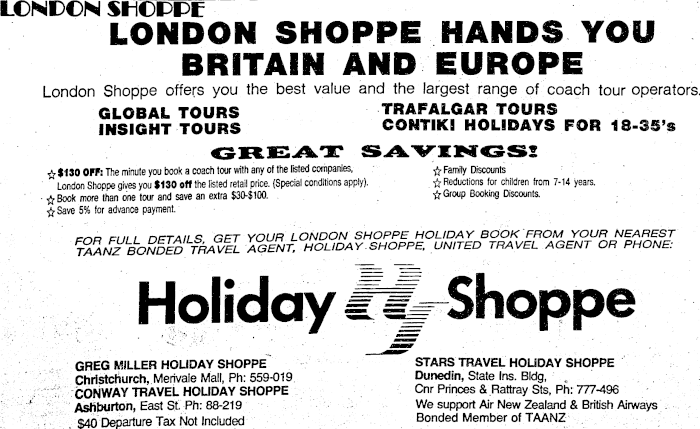 LONDON SHOPPE
LONDON SHOPPE HANDS YOU
BRITAIN AND EUROPE
London Shoppe offers you the best value and the largest range of coach tour operators.
GLOBAL TOURS
INSIGHT TOURS
TRAFALGAR TOURS
CONTIKI HOLIDAYS FOR 18-35's
GREAT SAVINGS!
☆ $130 OFF: The minute you book a coach tour with any of the listed companies,
London Shoppe gives you $130 off the listed retail price. (Special conditions apply).
☆ Book more than one tour and save an extra $30-$100.
☆ Save 5% for advance payment.
☆ Family Discounts
☆ Reductions for children from 7-14 years.
☆ Group Booking Discounts.
FOR FULL DETAILS, GET YOUR LONDON SHOPPE HOLIDAY BOOK FROM YOUR NEAREST
TAANZ BONDED TRAVEL AGENT, HOLIDAY SHOPPE, UNITED TRAVEL AGENT OR PHONE:
Holiday HS Shoppe
GREG MILLER HOLIDAY SHOPPE
Christchurch, Merivale Mall, Ph: 559-019
CONWAY TRAVEL HOLIDAY SHOPPE
Ashburton, East St. Ph: 88-219
$40 Departure Tax Not Included
STARS TRAVEL HOLIDAY SHOPPE
Dunedin, State Ins. Bldg,
Cnr Princes & Rattray Sts, Ph: 777-496
We support Air New Zealand & British Airways
Bonded Member of TAANZ